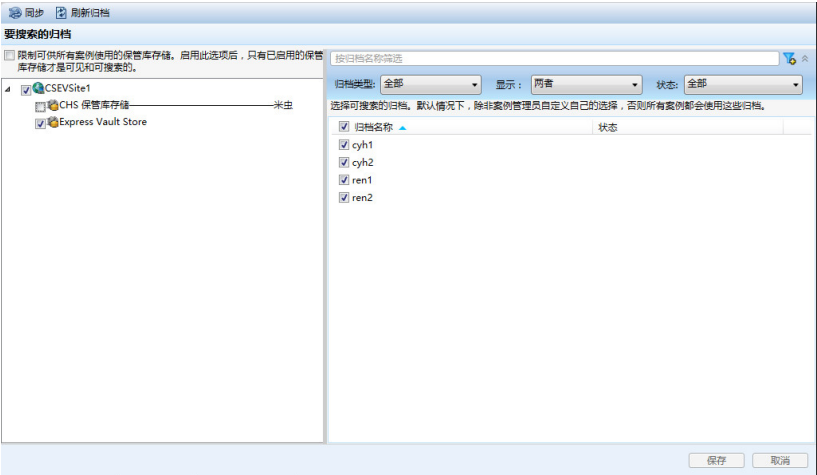 同步 刷新归档
要搜索的归档
限制可供所有案例使用的保管库存储。启用此选项后，只有已启用的保管
库存储才是可见和可搜索的。
CSEVSite1
CHS 保管库存储————————————米虫
Express Vault Store
按归档名称筛选
归档类型: 全部 显示： 两者 状态: 全部
选择可搜索的归档。默认情况下，除非案例管理员自定义自己的选择，否则所有案例都会使用这些归档。
归档名称 状态
cyh1
cyh2
ren1
ren2
保存 取消